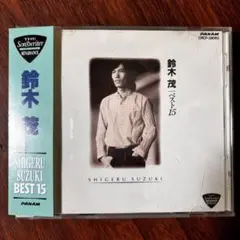 THE
Songwriter
鈴木 茂
SHIGERU
SUZUKI
BEST 15
PANAM
PANAM
鈴木 茂
ベスト15
SHIGERU SUZUKI